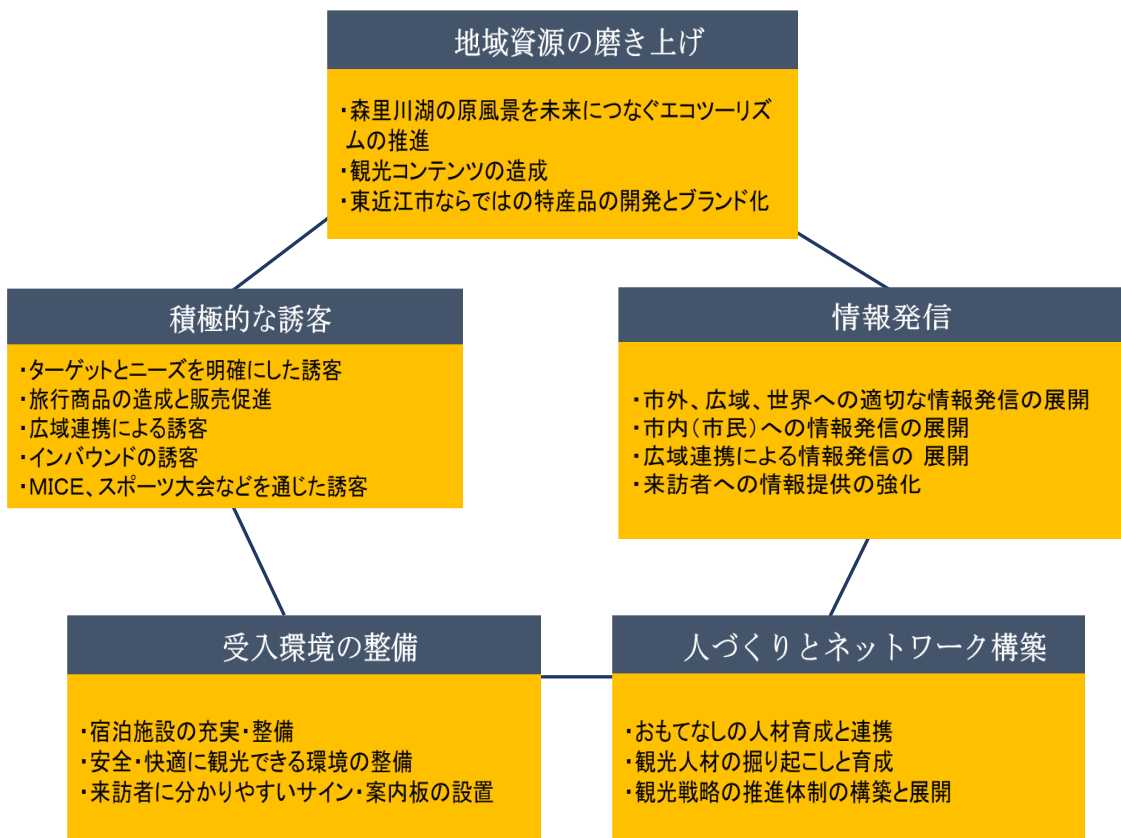 地域資源の磨き上げ
・森里川湖の原風景を未来につなぐエコツーリズ
ムの推進
・観光コンテンツの造成
・東近江市ならではの特産品の開発とブランド化
積極的な誘客
・ターゲットとニーズを明確にした誘客
・旅行商品の造成と販売促進
・広域連携による誘客
・インバウンドの誘客
・MICE、スポーツ大会などを通じた誘客
情報発信
・市外、広域、世界への適切な情報発信の展開
・市内（市民）への情報発信の展開
・広域連携による情報発信の 展開
・来訪者への情報提供の強化
受入環境の整備
・宿泊施設の充実・整備
・安全・快適に観光できる環境の整備
・来訪者に分かりやすいサイン・案内板の設置
人づくりとネットワーク構築
・おもてなしの人材育成と連携
・観光人材の掘り起こしと育成
・観光戦略の推進体制の構築と展開